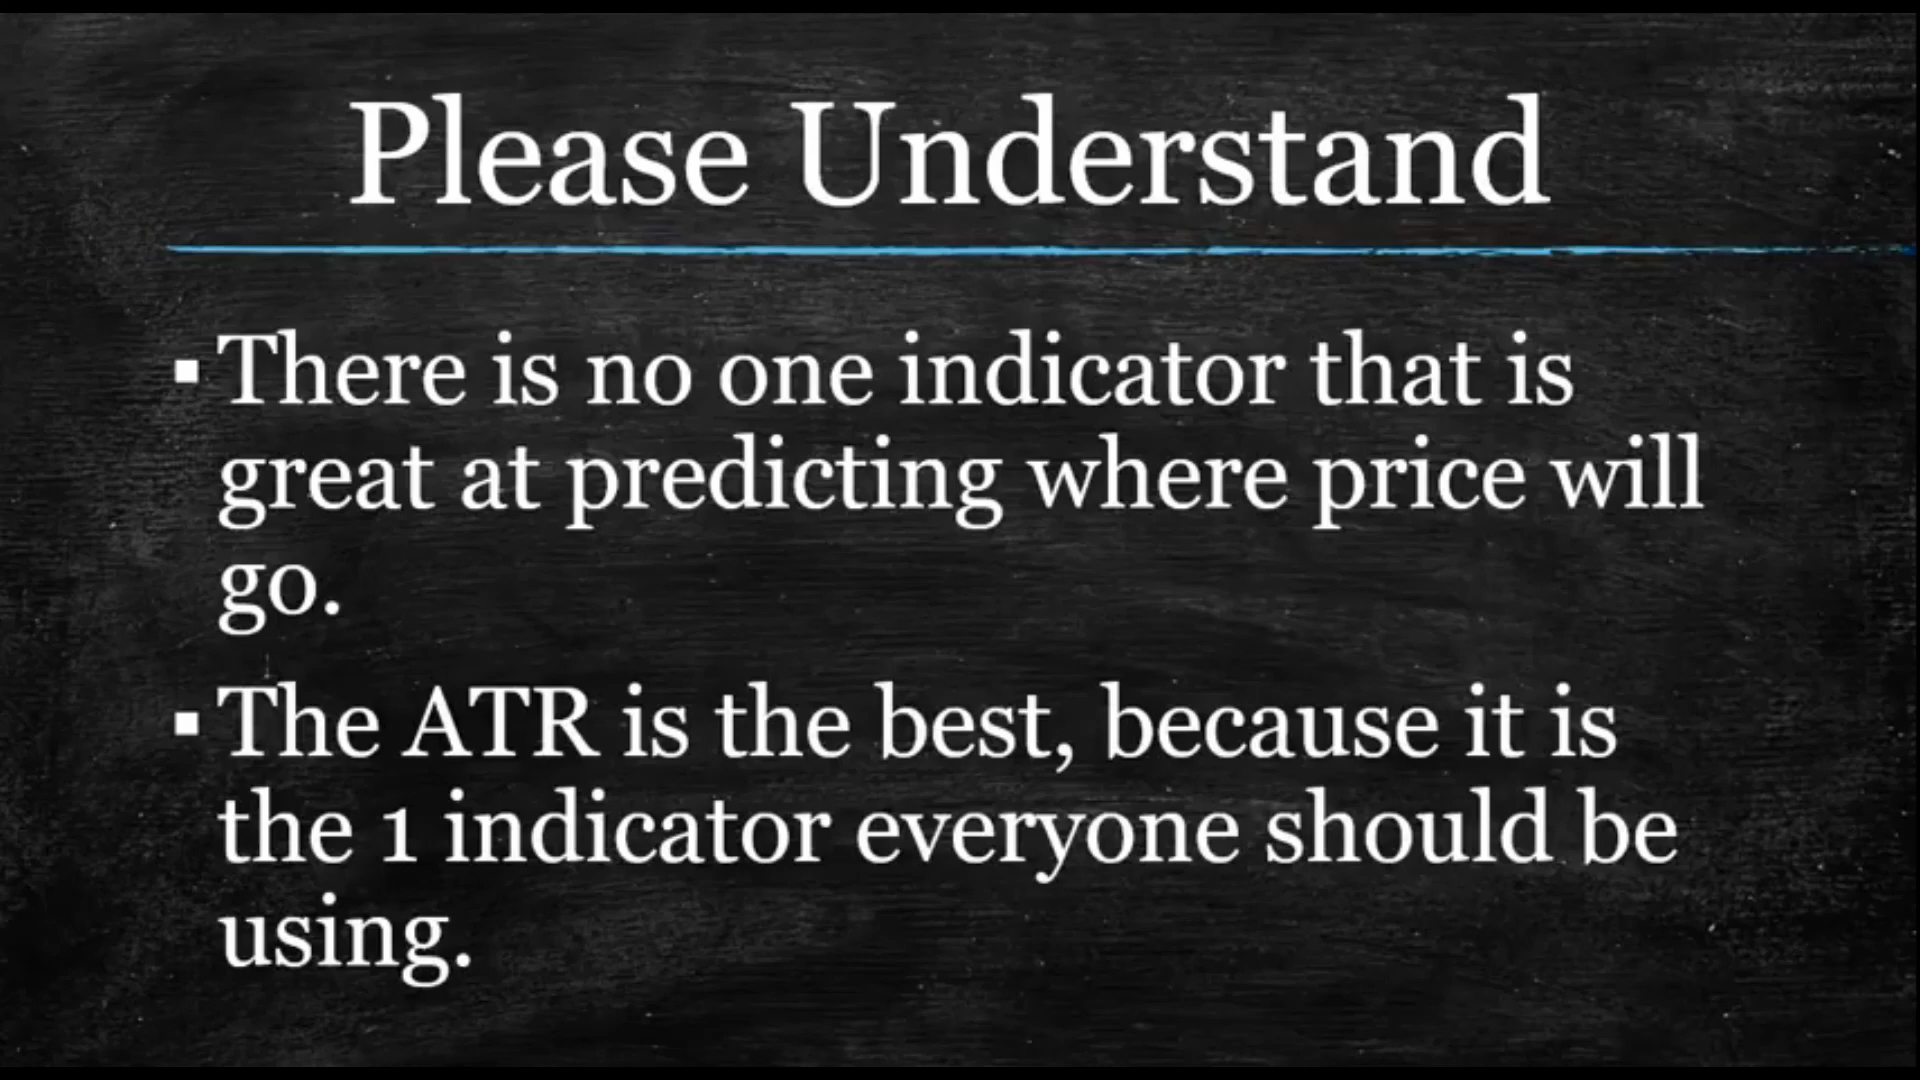 Please Understand
▪ There is no one indicator that is
great at predicting where price will
go.
▪ The ATR is the best, because it is
the 1 indicator everyone should be
using.